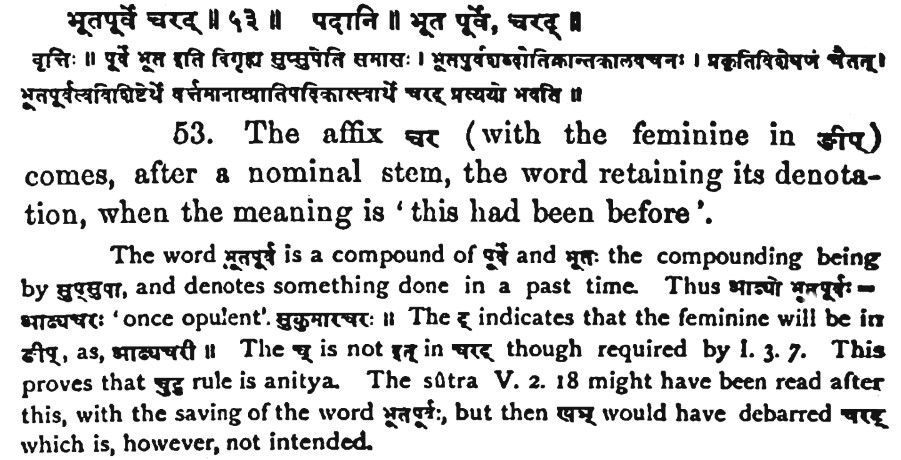 भूतपूर्वे चरट् ॥ ५३ ॥ पदानि ॥ भूत पूर्वे, चरट् ॥
वृत्तिः ॥ पूर्वं भूत इति विगृह्य सुप्सुपेति समासः । भूतपूर्वशब्दोतिक्रान्तकालवचनः । प्रकृतिविशेषणं चैतत् ।
भूतपूर्वत्वविशिष्टेर्थे वर्त्तमानात्प्रातिपदिकात्स्वार्थे चरट् प्रत्ययो भवति ॥
53. The affix चर (with the feminine in ङीप्)
comes, after a nominal stem, the word retaining its denota-
tion, when the meaning is ‘this had been before’.
The word भूतपूर्व is a compound of पूर्वं and भूतः the compounding being
by सुप्सुपा, and denotes something done in a past time. Thus आढ्यो भूतपूर्वः =
आढ्यचरः ‘once opulent’. सुकुमारचरः ॥ The ट् indicates that the feminine will be in
ङीप्, as, आढ्यचरी ॥ The च् is not इत् in चरट् though required by I. 3. 7. This
proves that चुटु rule is anitya. The sûtra V. 2. 18 might have been read after
this, with the saving of the word भूतपूर्वः, but then खञ् would have debarred चरट्
which is, however, not intended.